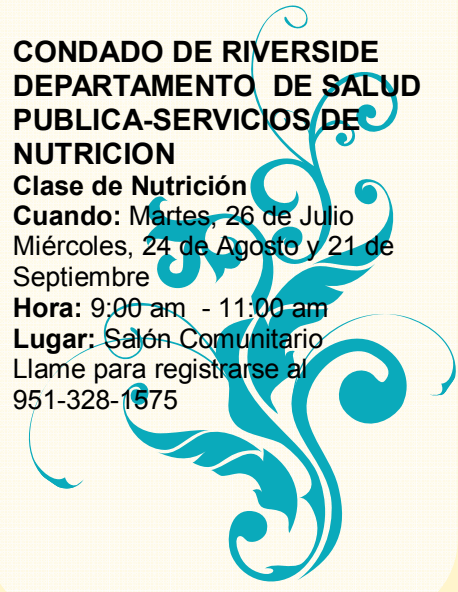 CONDADO DE RIVERSIDE
DEPARTAMENTO DE SALUD
PUBLICA-SERVICIOS DE
NUTRICION
Clase de Nutrición
Cuando: Martes, 26 de Julio
Miércoles, 24 de Agosto y 21 de
Septiembre
Hora: 9:00 am - 11:00 am
Lugar: Salón Comunitario
Llame para registrarse al
951-328-1575